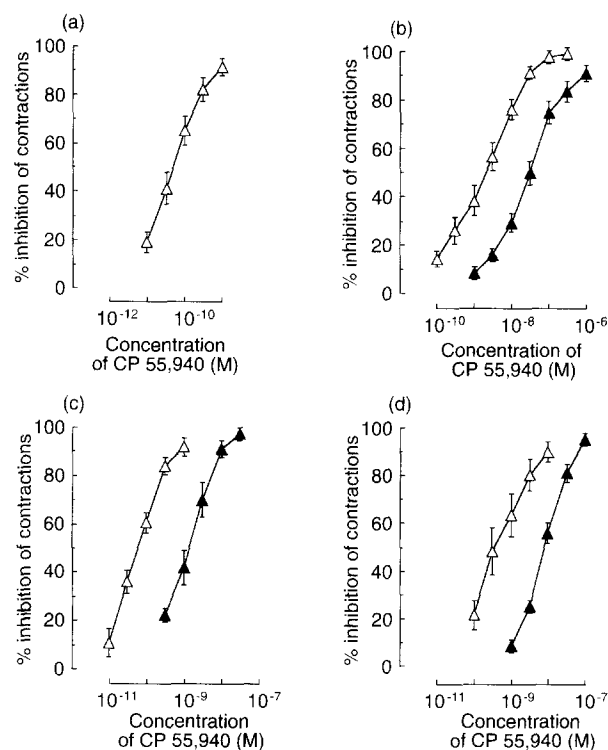 (a)
% inhibition of contractions
100
80
60
40
20
0
10⁻¹² 10⁻¹⁰
Concentration
of CP 55,940 (M)
(b)
% inhibition of contractions
100
80
60
40
20
0
10⁻¹⁰ 10⁻⁸ 10⁻⁶
Concentration of
CP 55,940 (M)
(c)
% inhibition of contractions
100
80
60
40
20
0
10⁻¹¹ 10⁻⁹ 10⁻⁷
Concentration
of CP 55,940 (M)
(d)
% inhibition of contractions
100
80
60
40
20
0
10⁻¹¹ 10⁻⁹ 10⁻⁷
Concentration
of CP 55,940 (M)